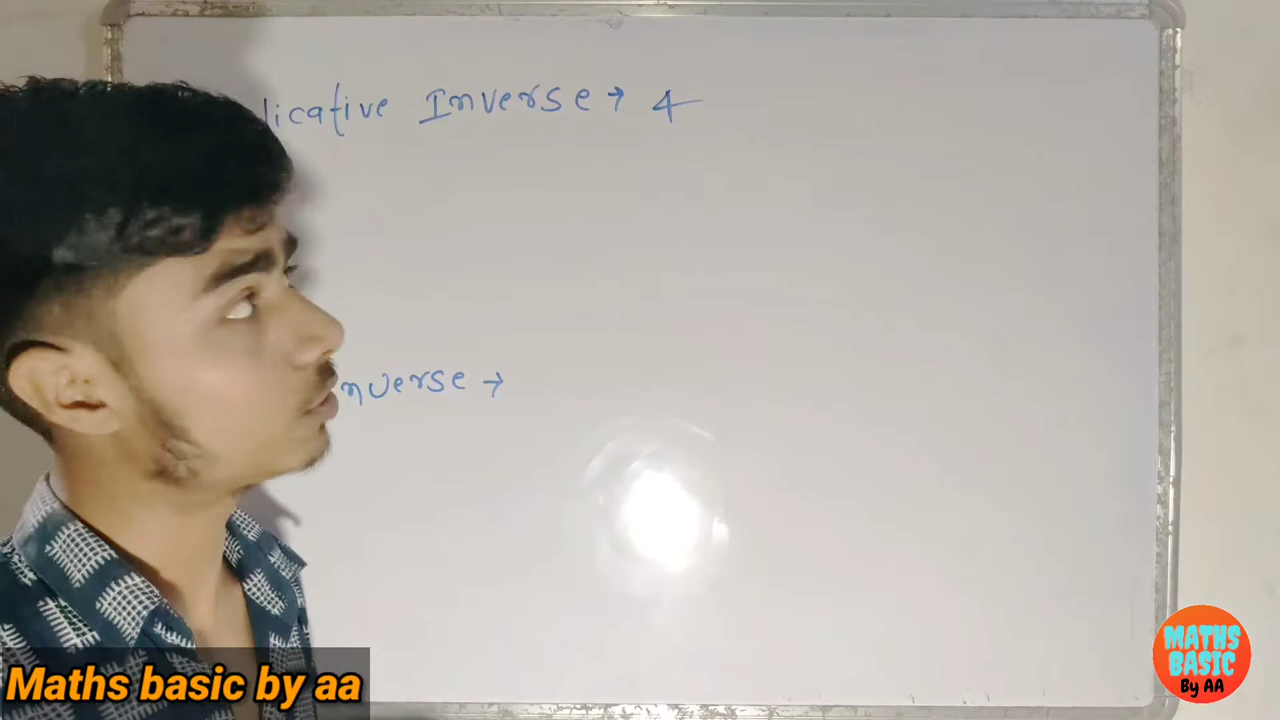 licative Inverse → 4
nverse →
Maths basic by aa
MATHS
BASIC
By AA